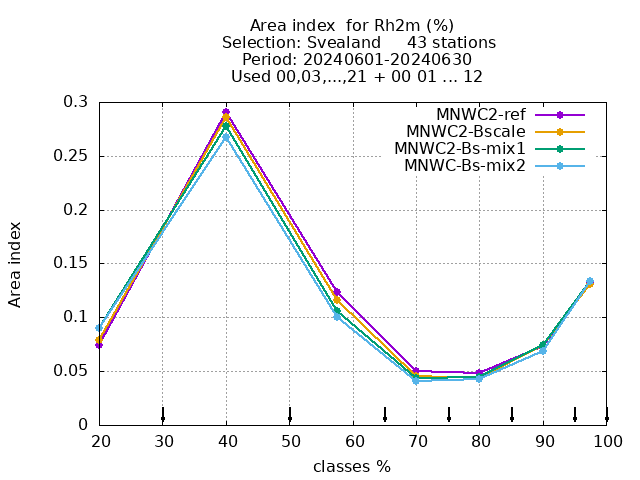 Area index  for Rh2m (%)
Selection: Svealand     43 stations
Period: 20240601-20240630
Used 00,03,...,21 + 00 01 ... 12
MNWC2-ref
MNWC2-Bscale
MNWC2-Bs-mix1
MNWC-Bs-mix2
Area index
0.3
0.25
0.2
0.15
0.1
0.05
0
20 30 40 50 60 70 80 90 100
classes %